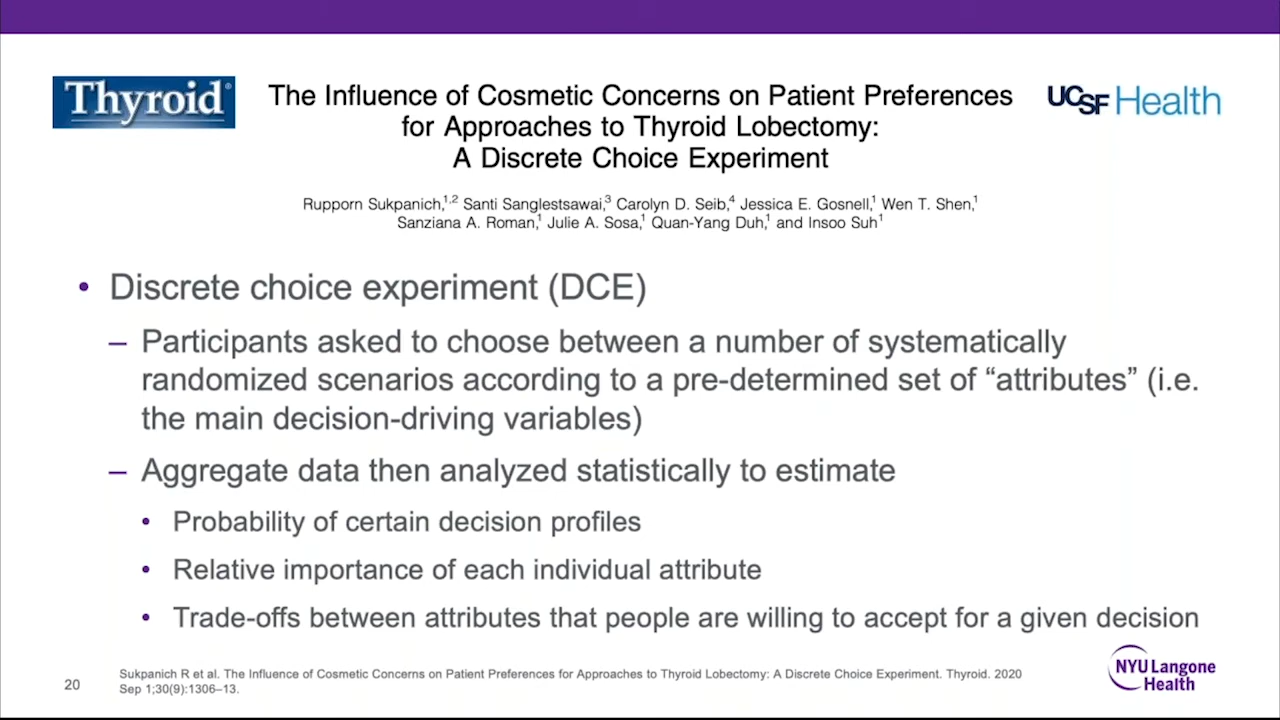 Thyroid®
The Influence of Cosmetic Concerns on Patient Preferences
for Approaches to Thyroid Lobectomy:
A Discrete Choice Experiment
UCSF Health
Rupporn Sukpanich,1,2 Santi Sanglestsawai,3 Carolyn D. Seib,4 Jessica E. Gosnell,1 Wen T. Shen,1
Sanziana A. Roman,1 Julie A. Sosa,1 Quan-Yang Duh,1 and Insoo Suh1
• Discrete choice experiment (DCE)
– Participants asked to choose between a number of systematically
randomized scenarios according to a pre-determined set of “attributes” (i.e.
the main decision-driving variables)
– Aggregate data then analyzed statistically to estimate
• Probability of certain decision profiles
• Relative importance of each individual attribute
• Trade-offs between attributes that people are willing to accept for a given decision
20
Sukpanich R et al. The Influence of Cosmetic Concerns on Patient Preferences for Approaches to Thyroid Lobectomy: A Discrete Choice Experiment. Thyroid. 2020
Sep 1;30(9):1306–13.
NYU Langone
Health